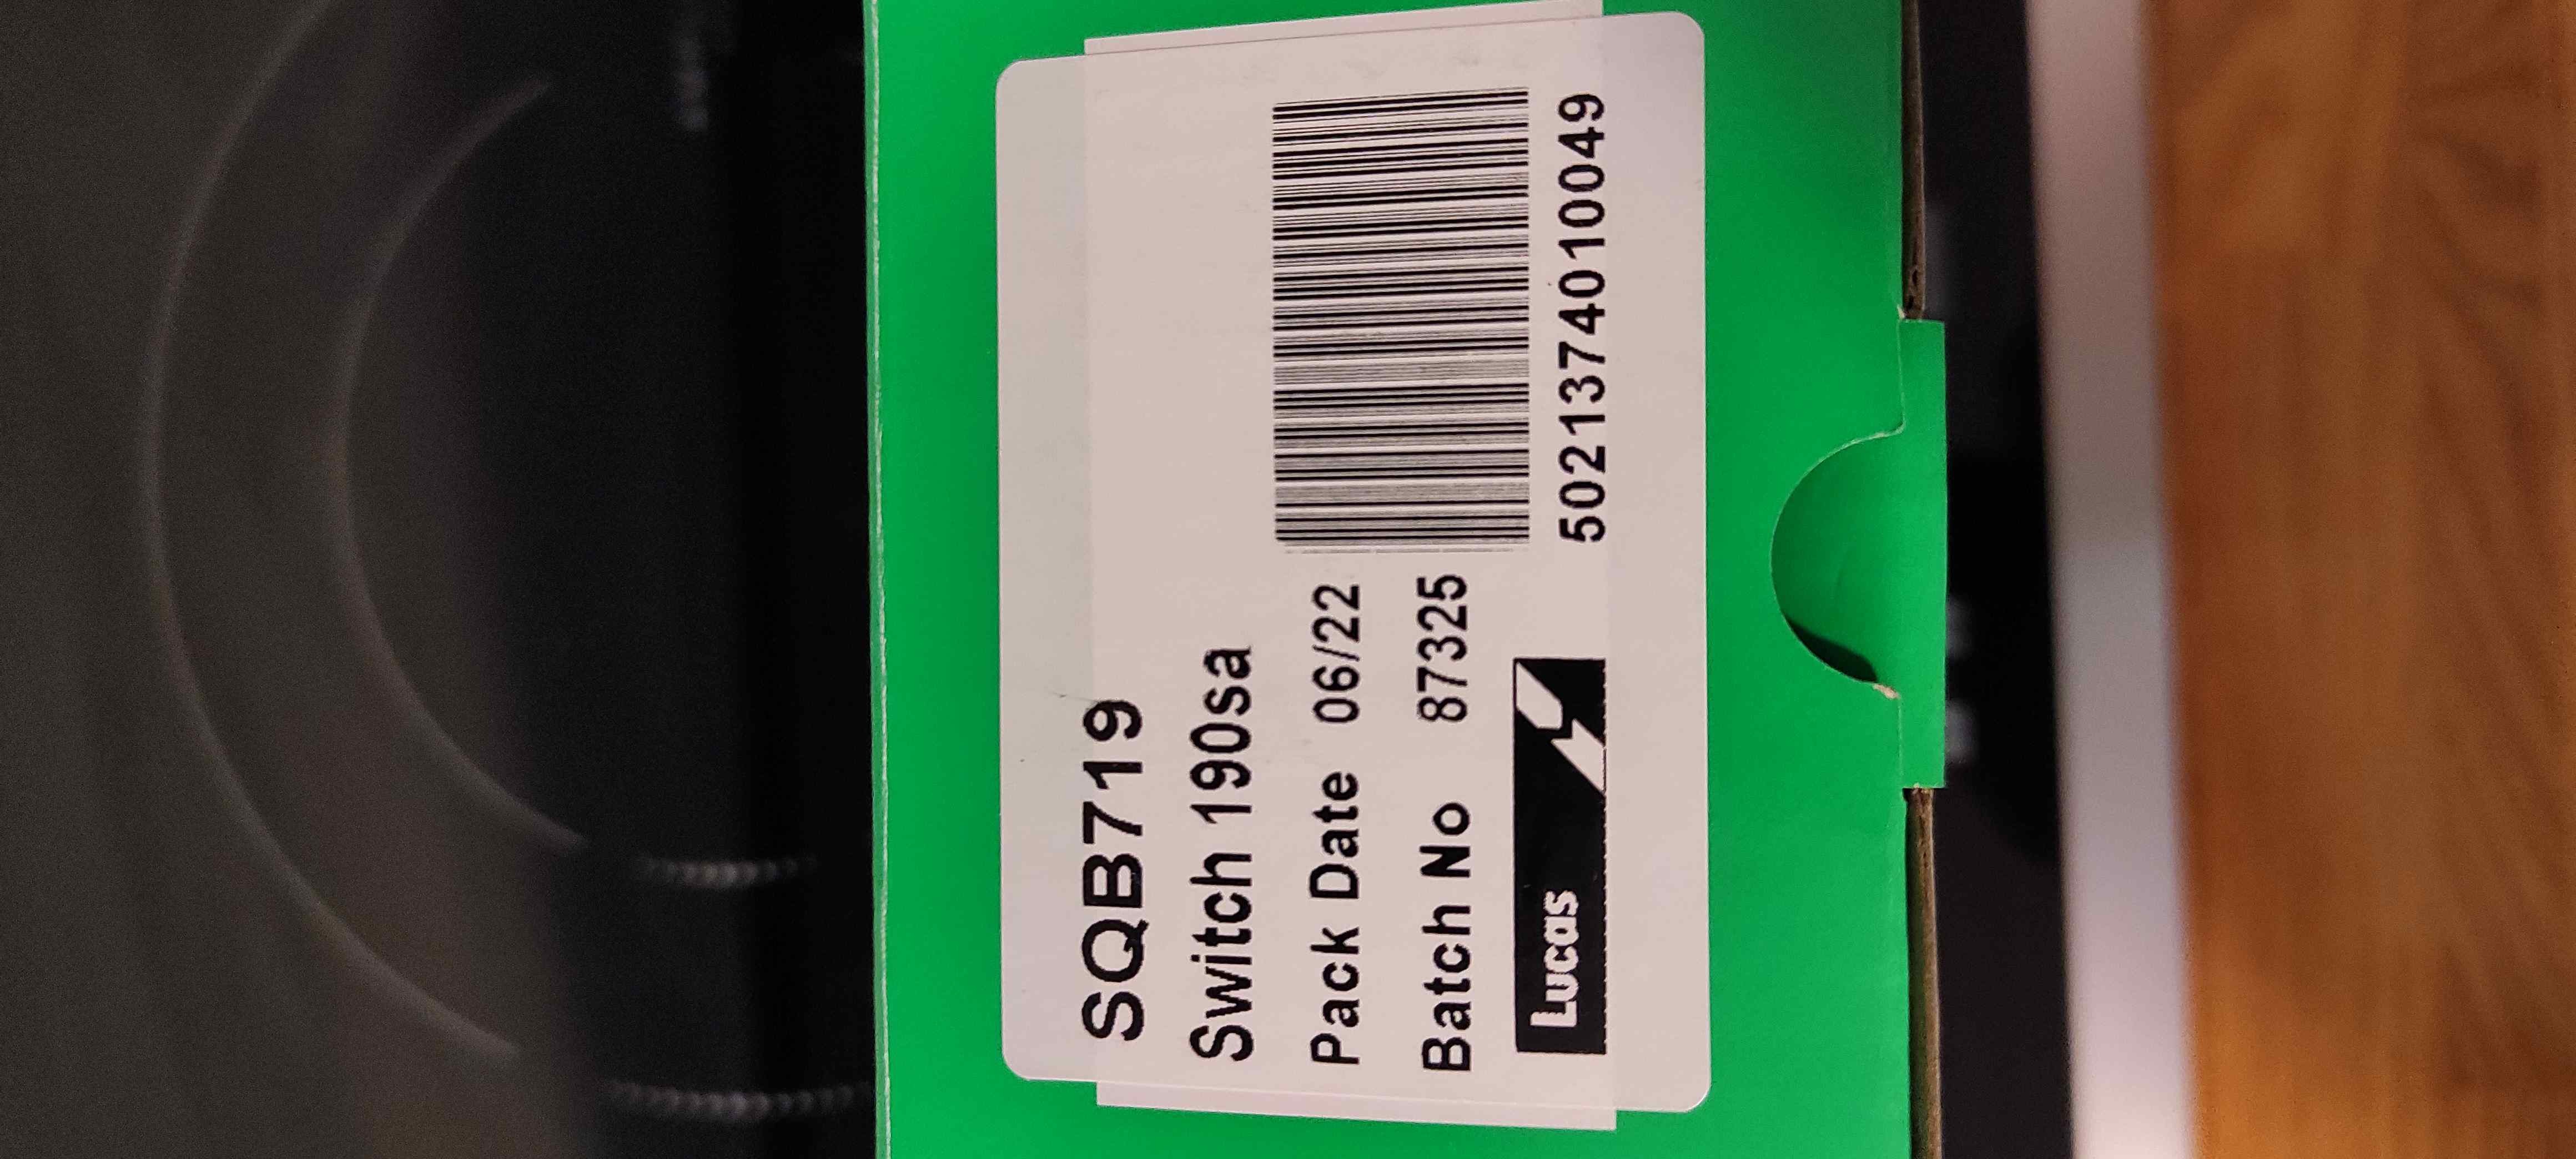 SQB719
Switch 190sa
Pack Date 06/22
Batch No 87325
Lucas
5021374010049